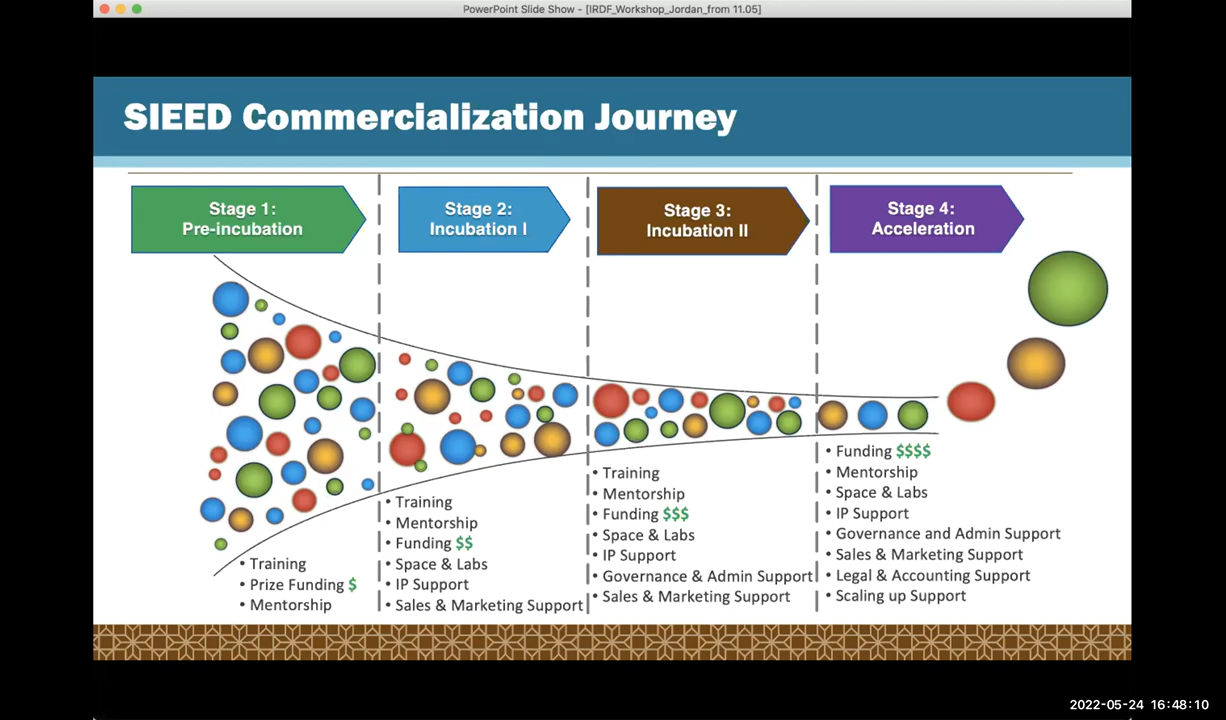 PowerPoint Slide Show - [IRDF_Workshop_Jordan_from 11.05]
SIEED Commercialization Journey
Stage 1:
Pre-incubation
Stage 2:
Incubation I
Stage 3:
Incubation II
Stage 4:
Acceleration
• Training
• Prize Funding $
• Mentorship
• Training
• Mentorship
• Funding $$
• Space & Labs
• IP Support
• Sales & Marketing Support
• Training
• Mentorship
• Funding $$$
• Space & Labs
• IP Support
• Governance & Admin Support
• Sales & Marketing Support
• Funding $$$$
• Mentorship
• Space & Labs
• IP Support
• Governance and Admin Support
• Sales & Marketing Support
• Legal & Accounting Support
• Scaling up Support
2022-05-24 16:48:10